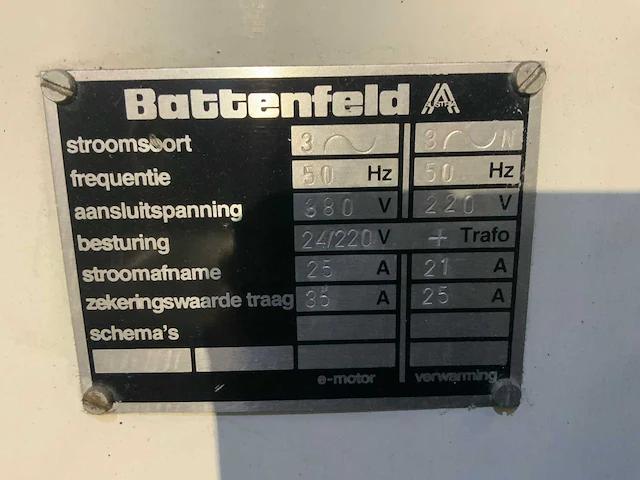 Battenfeld AUSTRIA
stroomsoort 3 ~ 3 ~ N
frequentie 50 Hz 50 Hz
aansluitspanning 380 V 220 V
besturing 24/220 V + Trafo
stroomafname 25 A 21 A
zekeringswaarde traag 35 A 25 A
schema's
e-motor verwarming